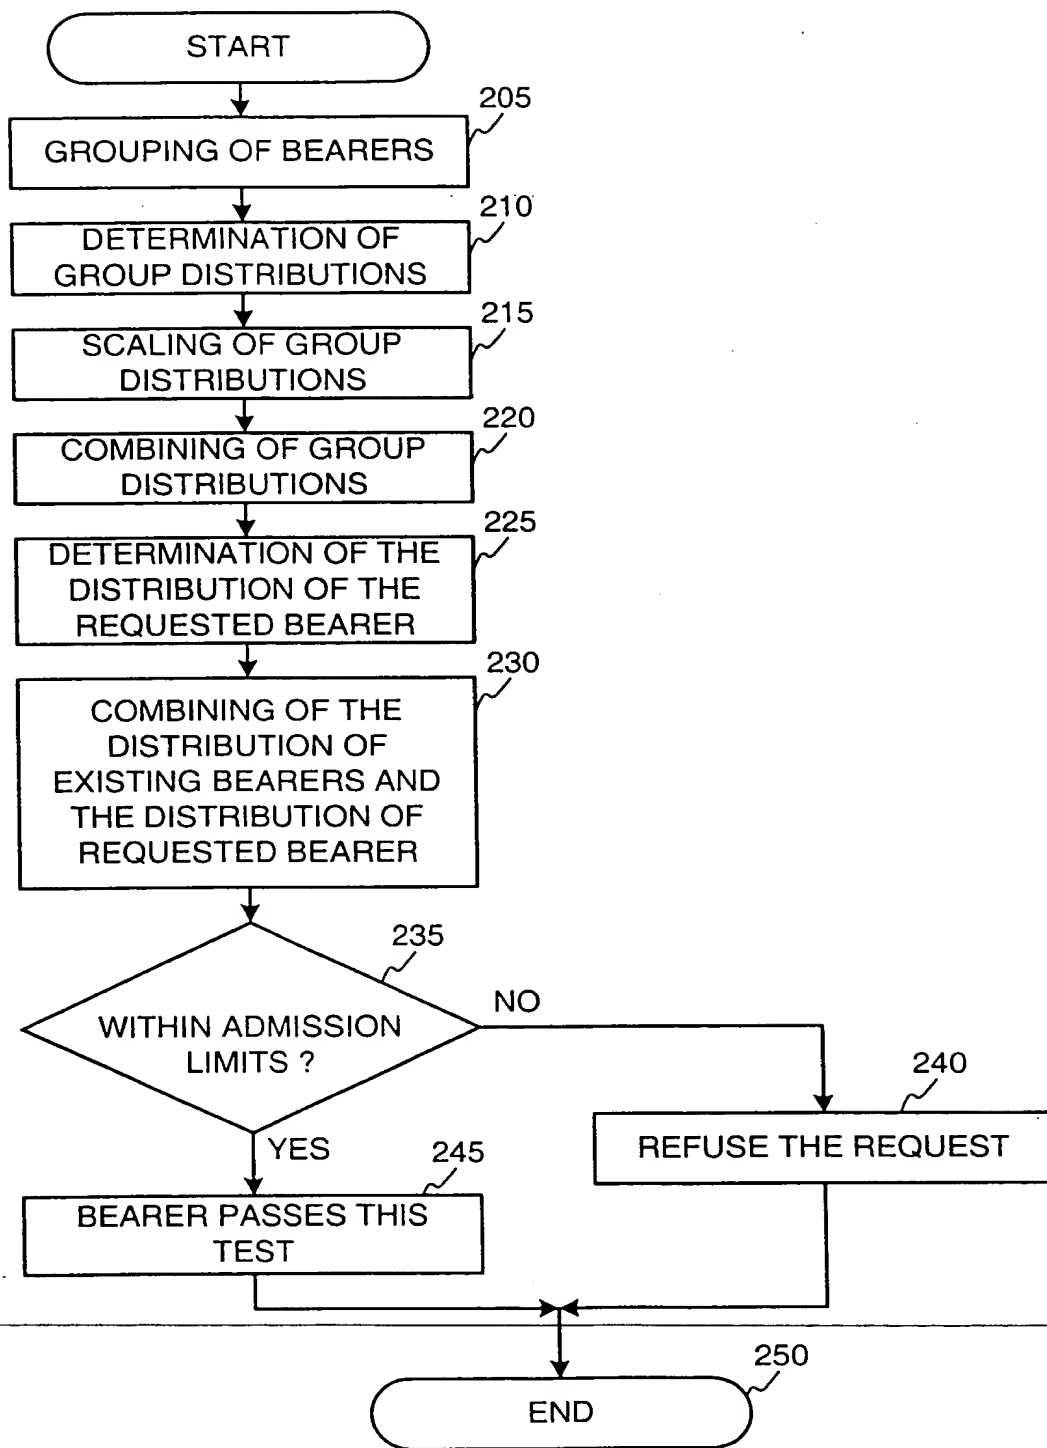 START
205
GROUPING OF BEARERS
210
DETERMINATION OF
GROUP DISTRIBUTIONS
215
SCALING OF GROUP
DISTRIBUTIONS
220
COMBINING OF GROUP
DISTRIBUTIONS
225
DETERMINATION OF THE
DISTRIBUTION OF THE
REQUESTED BEARER
230
COMBINING OF THE
DISTRIBUTION OF
EXISTING BEARERS AND
THE DISTRIBUTION OF
REQUESTED BEARER
235
NO
WITHIN ADMISSION
LIMITS ?
240
REFUSE THE REQUEST
YES
245
BEARER PASSES THIS
TEST
250
END